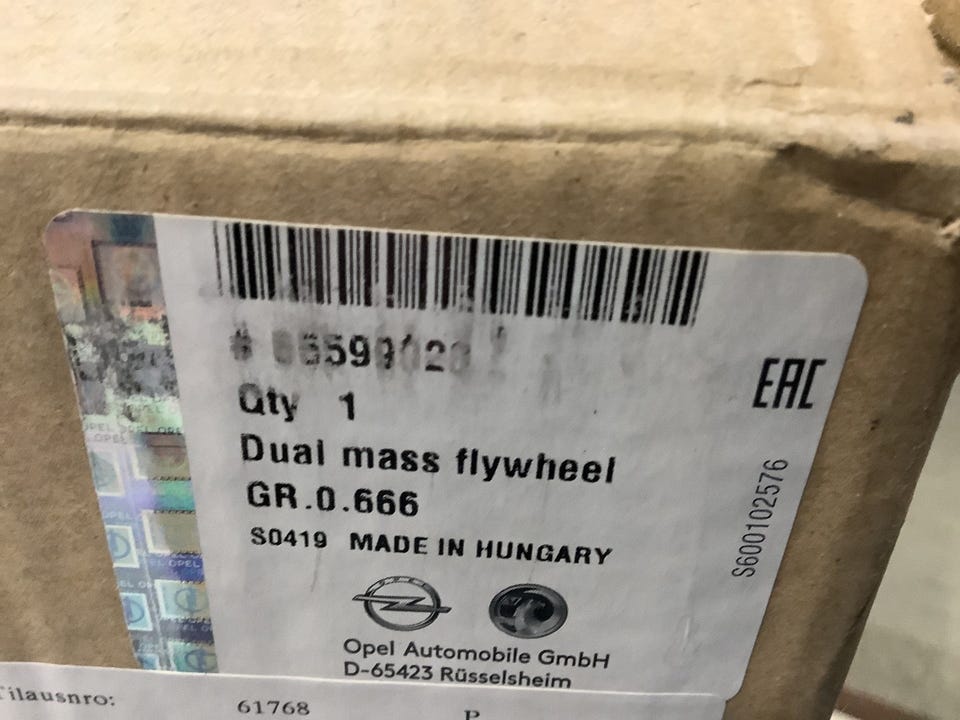 Qty 1
Dual mass flywheel
GR.0.666
S0419 MADE IN HUNGARY
Opel Automobile GmbH
D-65423 Rüsselsheim
EAC
S600102576
61768
P